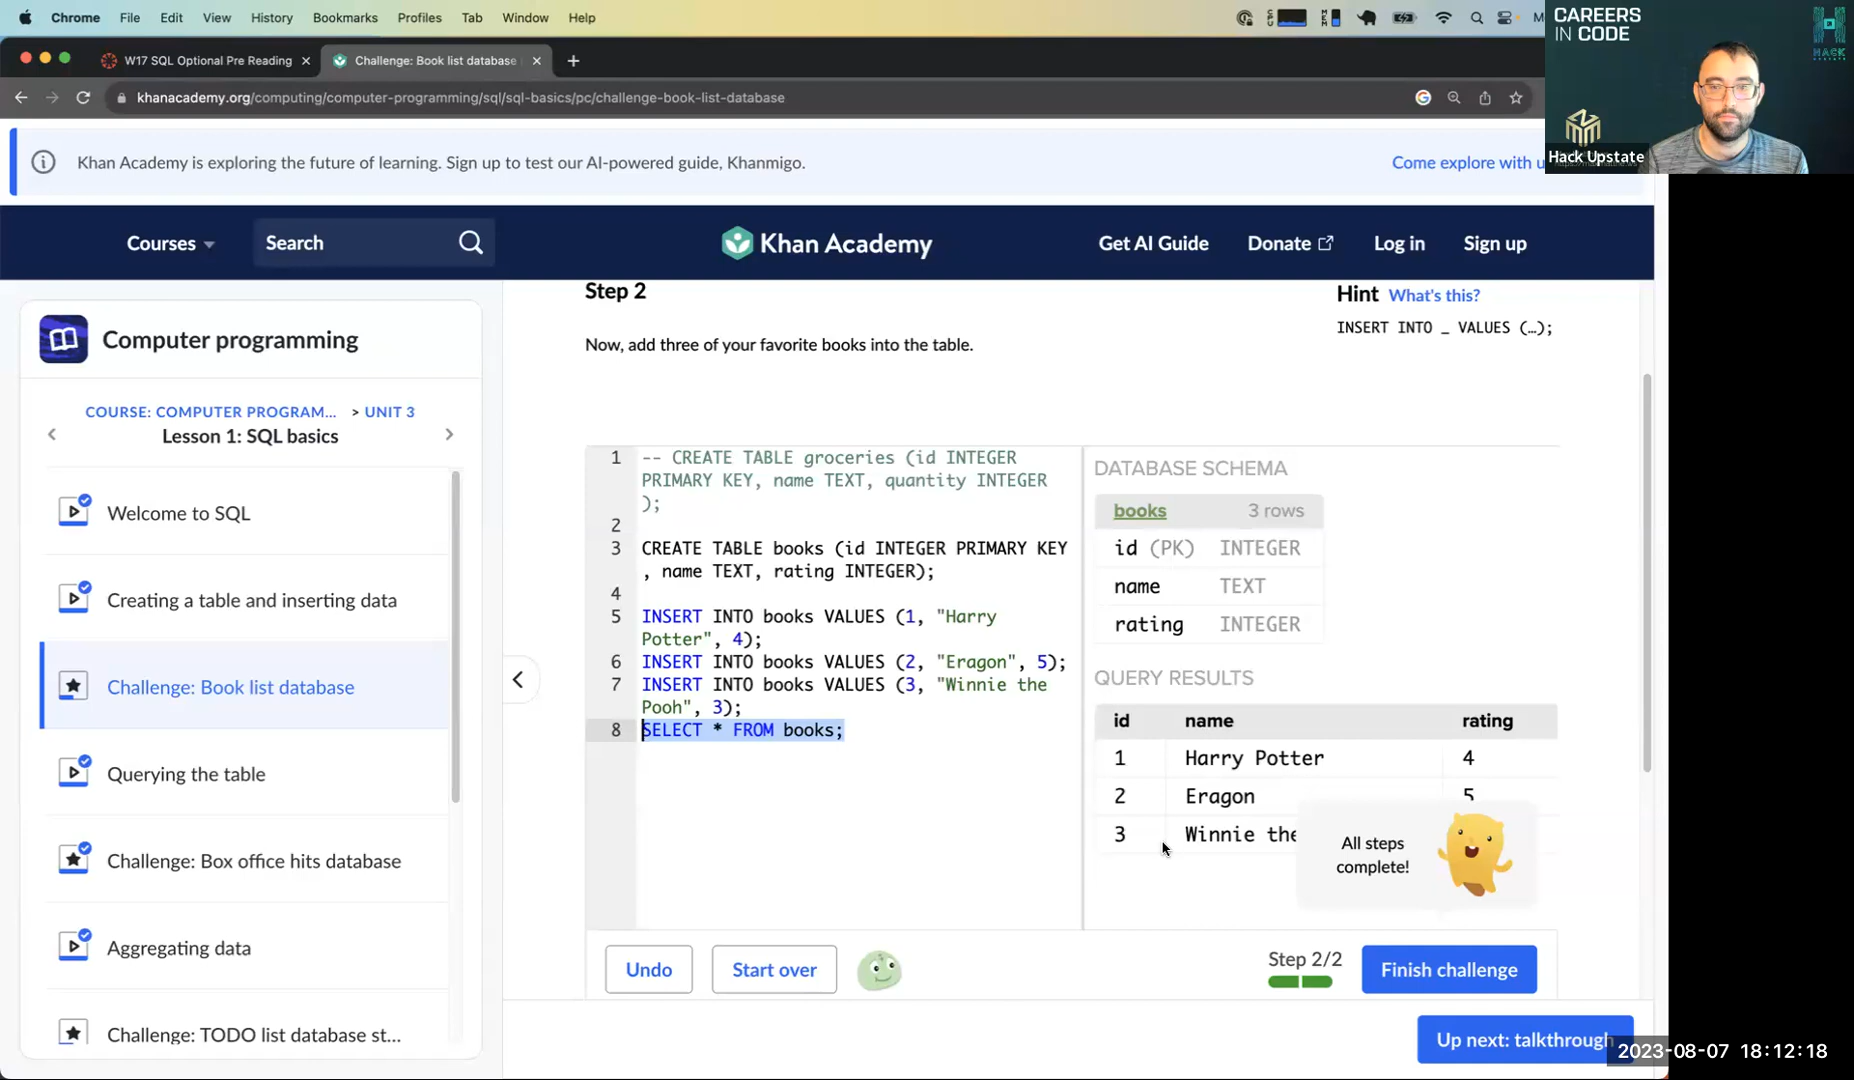 Chrome File Edit View History Bookmarks Profiles Tab Window Help
CAREERS
IN CODE
W17 SQL Optional Pre Reading
Challenge: Book list database
khanacademy.org/computing/computer-programming/sql/sql-basics/pc/challenge-book-list-database
Hack Upstate
Khan Academy is exploring the future of learning. Sign up to test our AI-powered guide, Khanmigo.
Come explore with u
Courses
Search
Khan Academy
Get AI Guide
Donate
Log in
Sign up
Computer programming
COURSE: COMPUTER PROGRAM... > UNIT 3
Lesson 1: SQL basics
Welcome to SQL
Creating a table and inserting data
Challenge: Book list database
Querying the table
Challenge: Box office hits database
Aggregating data
Challenge: TODO list database st...
Step 2
Now, add three of your favorite books into the table.
Hint What's this?
INSERT INTO _ VALUES (…);
1 -- CREATE TABLE groceries (id INTEGER
PRIMARY KEY, name TEXT, quantity INTEGER
);
2
3 CREATE TABLE books (id INTEGER PRIMARY KEY
, name TEXT, rating INTEGER);
4
5 INSERT INTO books VALUES (1, "Harry
Potter", 4);
6 INSERT INTO books VALUES (2, "Eragon", 5);
7 INSERT INTO books VALUES (3, "Winnie the
Pooh", 3);
8 SELECT * FROM books;
DATABASE SCHEMA
books 3 rows
id (PK) INTEGER
name TEXT
rating INTEGER
QUERY RESULTS
id name rating
1 Harry Potter 4
2 Eragon 5
3 Winnie the
All steps
complete!
Undo
Start over
Step 2/2
Finish challenge
Up next: talkthrough
2023-08-07 18:12:18